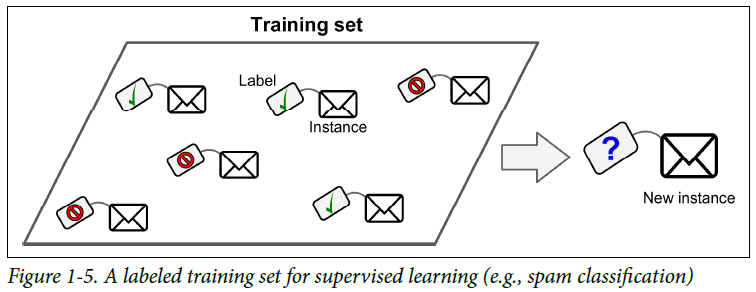 Training set
Label
Instance
?
New instance
Figure 1-5. A labeled training set for supervised learning (e.g., spam classification)